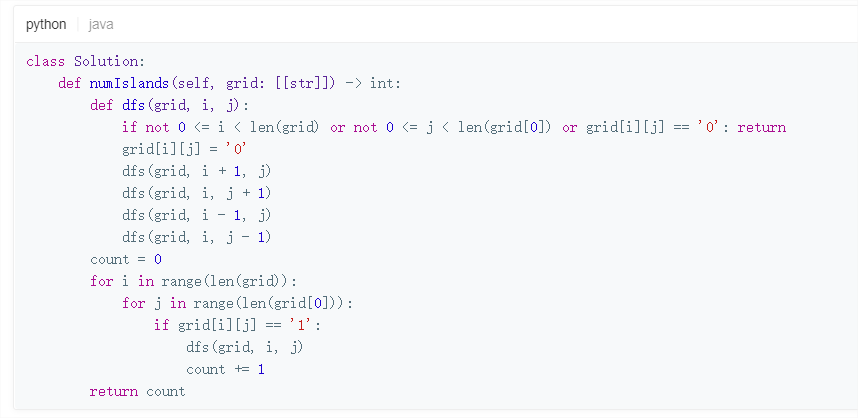 python java
class Solution:
    def numIslands(self, grid: [[str]]) -> int:
        def dfs(grid, i, j):
            if not 0 <= i < len(grid) or not 0 <= j < len(grid[0]) or grid[i][j] == '0': return
            grid[i][j] = '0'
            dfs(grid, i + 1, j)
            dfs(grid, i, j + 1)
            dfs(grid, i - 1, j)
            dfs(grid, i, j - 1)
        count = 0
        for i in range(len(grid)):
            for j in range(len(grid[0])):
                if grid[i][j] == '1':
                    dfs(grid, i, j)
                    count += 1
        return count